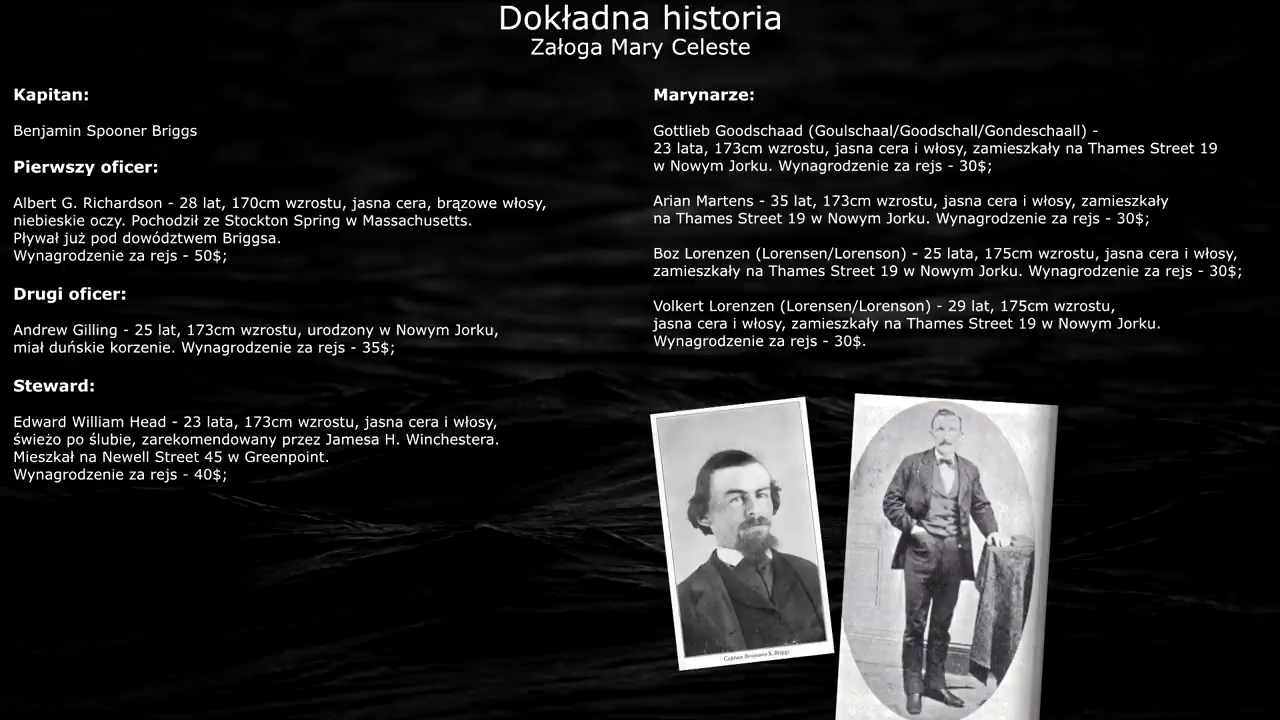 Dokładna historia
Załoga Mary Celeste
Kapitan:
Benjamin Spooner Briggs
Pierwszy oficer:
Albert G. Richardson - 28 lat, 170cm wzrostu, jasna cera, brązowe włosy,
niebieskie oczy. Pochodził ze Stockton Spring w Massachusetts.
Pływał już pod dowództwem Briggsa.
Wynagrodzenie za rejs - 50$;
Drugi oficer:
Andrew Gilling - 25 lat, 173cm wzrostu, urodzony w Nowym Jorku,
miał duńskie korzenie. Wynagrodzenie za rejs - 35$;
Steward:
Edward William Head - 23 lata, 173cm wzrostu, jasna cera i włosy,
świeżo po ślubie, zarekomendowany przez Jamesa H. Winchestera.
Mieszkał na Newell Street 45 w Greenpoint.
Wynagrodzenie za rejs - 40$;
Marynarze:
Gottlieb Goodschaad (Goulschaal/Goodschall/Gondeschaall) -
23 lata, 173cm wzrostu, jasna cera i włosy, zamieszkały na Thames Street 19
w Nowym Jorku. Wynagrodzenie za rejs - 30$;
Arian Martens - 35 lat, 173cm wzrostu, jasna cera i włosy, zamieszkały
na Thames Street 19 w Nowym Jorku. Wynagrodzenie za rejs - 30$;
Boz Lorenzen (Lorensen/Lorenson) - 25 lata, 175cm wzrostu, jasna cera i włosy,
zamieszkały na Thames Street 19 w Nowym Jorku. Wynagrodzenie za rejs - 30$;
Volkert Lorenzen (Lorensen/Lorenson) - 29 lat, 175cm wzrostu,
jasna cera i włosy, zamieszkały na Thames Street 19 w Nowym Jorku.
Wynagrodzenie za rejs - 30$.
Captain Benjamin S. Briggs